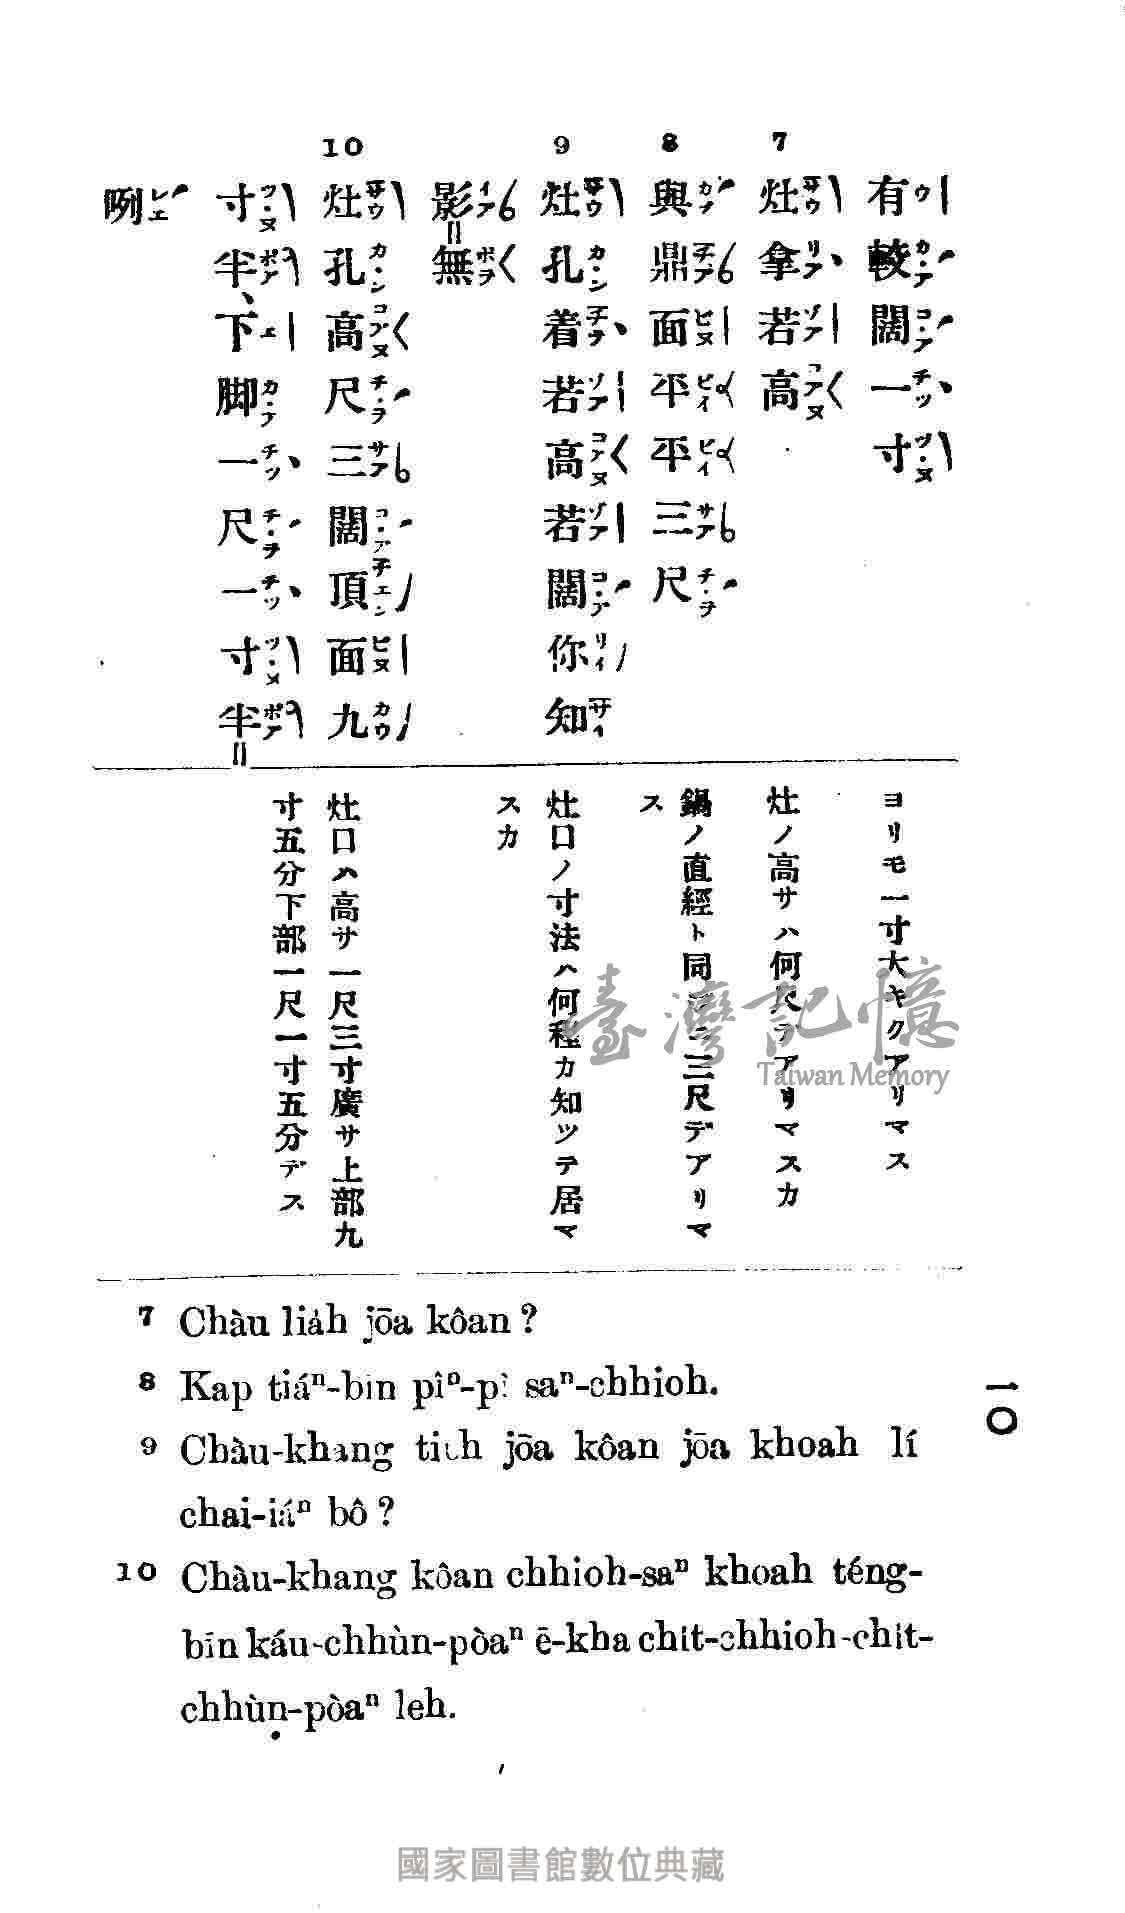 有較闊一寸
7 灶拿若高
8 與鼎面平平三尺
9 灶孔着若高若闊你知
影=無
10 灶孔高尺三闊頂面九
寸半、下脚一尺一寸半=
咧
ヨリモ一寸大キクアリマス
灶ノ高サハ何尺デアリマスカ
鍋ノ直經ト同ジ三尺デアリマ
ス
灶口ノ寸法ハ何程カ知ツテ居マ
スカ
灶口ハ高サ一尺三寸廣サ上部九
寸五分下部一尺一寸五分デス
7 Chàu lia̍h jōa kôan?
8 Kap tiáⁿ-bīn pîⁿ-pîⁿ saⁿ-chhioh.
9 Chàu-khang tio̍h jōa kôan jōa khoah lí
chai-iáⁿ bô?
10 Chàu-khang kôan chhioh-saⁿ khoah téng-
bīn káu-chhùn-pòaⁿ ē-kha chi̍t-chhioh-chi̍t-
chhùn-pòaⁿ leh.
一〇
臺灣記憶
Taiwan Memory
國家圖書館數位典藏